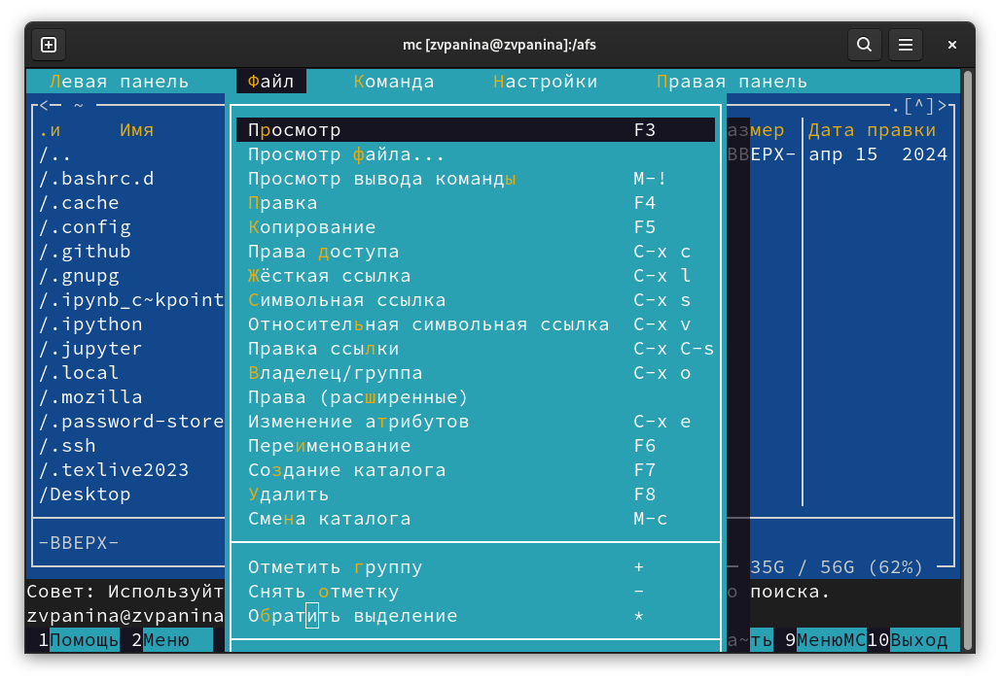 mc [zvpanina@zvpanina]:/afs
Левая панель Файл Команда Настройки Правая панель
<─ ~ .[^]>
.и Имя Просмотр F3 азмер Дата правки
/.. Просмотр файла... ВВЕРХ- апр 15 2024
/.bashrc.d Просмотр вывода команды M-!
/.cache Правка F4
/.config Копирование F5
/.github Права доступа C-x c
/.gnupg Жёсткая ссылка C-x l
/.ipynb_c~kpoint Символьная ссылка C-x s
/.ipython Относительная символьная ссылка C-x v
/.jupyter Правка ссылки C-x C-s
/.local Владелец/группа C-x o
/.mozilla Права (расширенные)
/.password-store Изменение атрибутов C-x e
/.ssh Переименование F6
/.texlive2023 Создание каталога F7
/Desktop Удалить F8
Смена каталога M-c
-ВВЕРХ-
Отметить группу + 35G / 56G (62%)
Совет: Используйт Снять отметку - о поиска.
zvpanina@zvpanina Обратить выделение *
1Помощь 2Меню а~ть 9МенюMC 10Выход